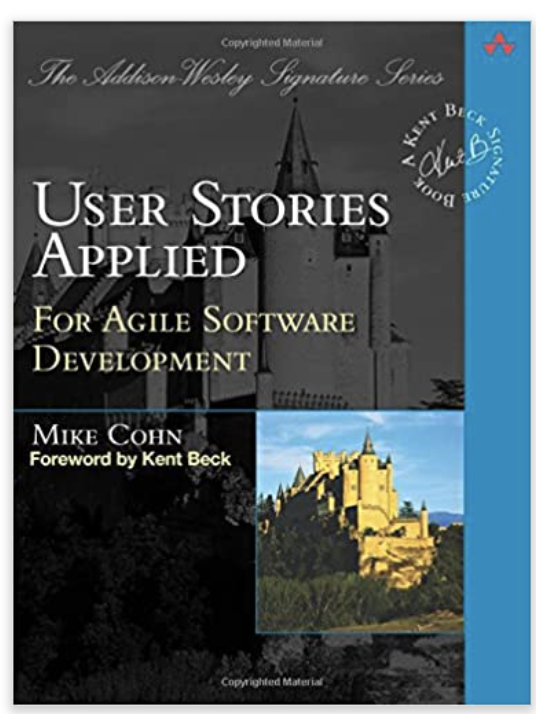 Copyrighted Material
The Addison-Wesley Signature Series
A KENT BECK SIGNATURE BOOK
Kent B
USER STORIES
APPLIED
FOR AGILE SOFTWARE
DEVELOPMENT
MIKE COHN
Foreword by Kent Beck
Copyrighted Material